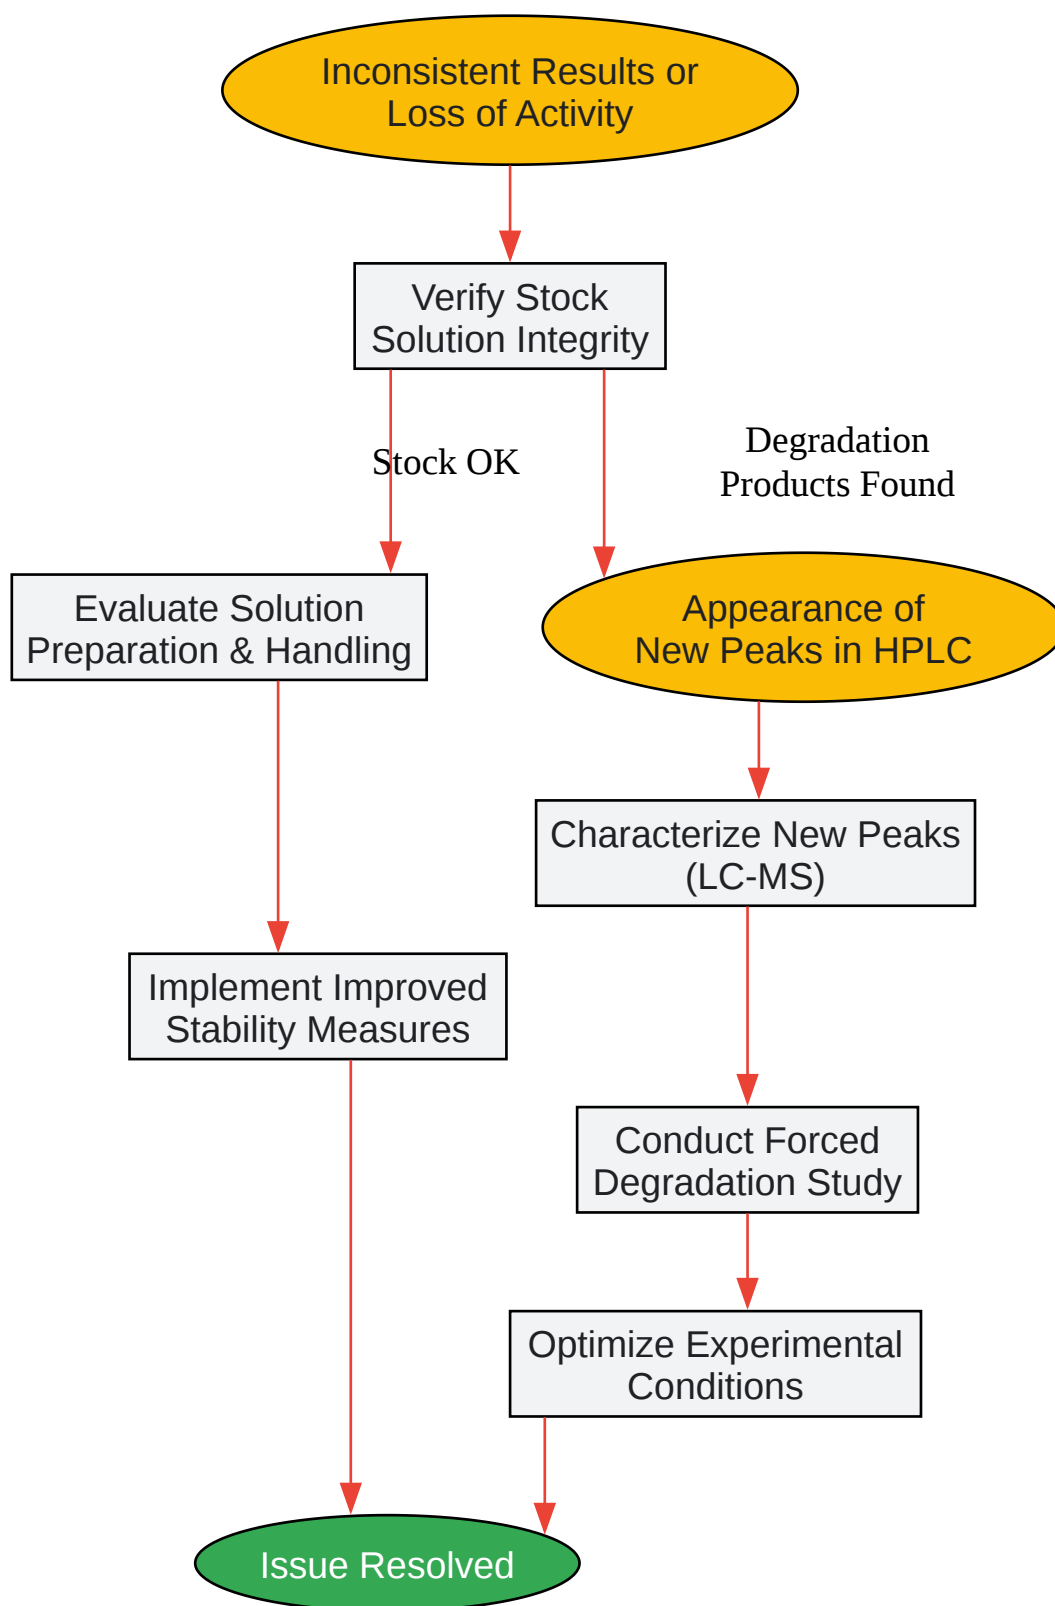 Inconsistent Results or
Loss of Activity
Verify Stock
Solution Integrity
Stock OK
Degradation
Products Found
Evaluate Solution
Preparation & Handling
Appearance of
New Peaks in HPLC
Characterize New Peaks
(LC-MS)
Implement Improved
Stability Measures
Conduct Forced
Degradation Study
Optimize Experimental
Conditions
Issue Resolved